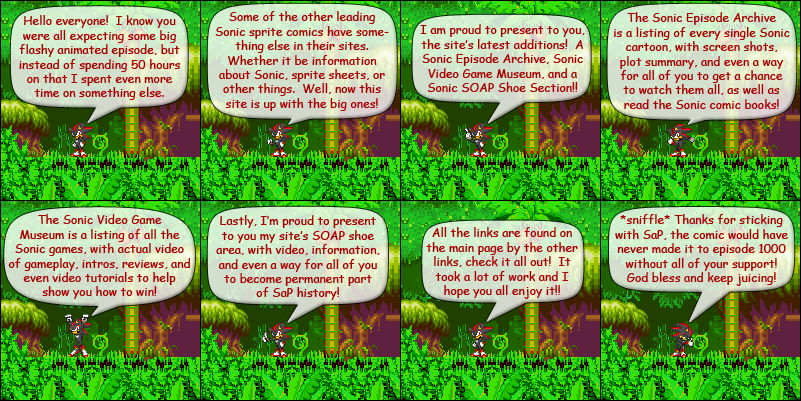 Hello everyone!  I know you
were all expecting some big
flashy animated episode, but
instead of spending 50 hours
on that I spent even more
time on something else.
Some of the other leading
Sonic sprite comics have some-
thing else in their sites.
Whether it be information
about Sonic, sprite sheets, or
other things.  Well, now this
site is up with the big ones!
I am proud to present to you,
the site's latest additions!  A
Sonic Episode Archive, Sonic
Video Game Museum, and a
Sonic SOAP Shoe Section!!
The Sonic Episode Archive
is a listing of every single Sonic
cartoon, with screen shots,
plot summary, and even a way
for all of you to get a chance
to watch them all, as well as
read the Sonic comic books!
The Sonic Video Game
Museum is a listing of all the
Sonic games, with actual video
of gameplay, intros, reviews, and
even video tutorials to help
show you how to win!
Lastly, I'm proud to present
to you my site's SOAP shoe
area, with video, information,
and even a way for all of you
to become permanent part
of SaP history!
All the links are found on
the main page by the other
links, check it all out!  It
took a lot of work and I
hope you all enjoy it!!
*sniffle* Thanks for sticking
with SaP, the comic would have
never made it to episode 1000
without all of your support!
God bless and keep juicing!